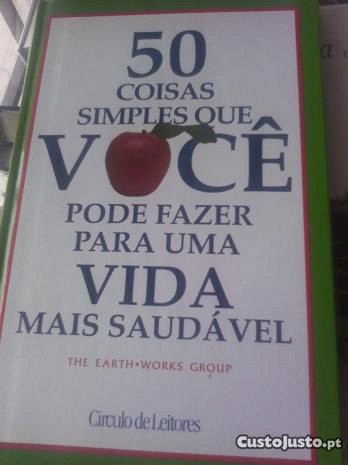 50
COISAS
SIMPLES QUE
VOCÊ
PODE FAZER
PARA UMA
VIDA
MAIS SAUDÁVEL
THE EARTH•WORKS GROUP
Círculo de Leitores
CustoJusto.pt